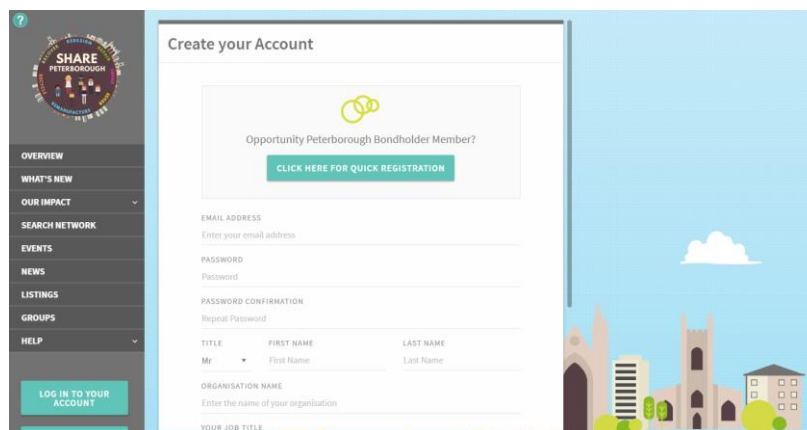 ?
SHARE
PETERBOROUGH
OVERVIEW
WHAT'S NEW
OUR IMPACT
SEARCH NETWORK
EVENTS
NEWS
LISTINGS
GROUPS
HELP
LOG IN TO YOUR
ACCOUNT
Create your Account
Opportunity Peterborough Bondholder Member?
CLICK HERE FOR QUICK REGISTRATION
EMAIL ADDRESS
Enter your email address
PASSWORD
Password
PASSWORD CONFIRMATION
Repeat Password
TITLE FIRST NAME LAST NAME
Mr First Name Last Name
ORGANISATION NAME
Enter the name of your organisation
YOUR JOB TITLE